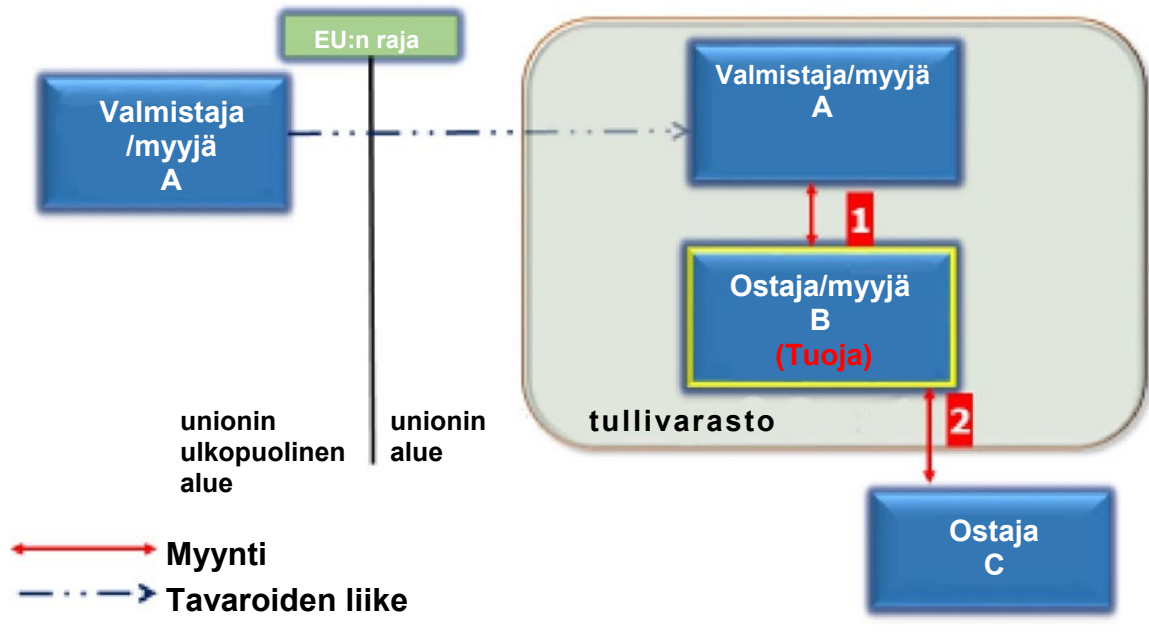 EU:n raja
Valmistaja
/myyjä
A
Valmistaja/myyjä
A
1
Ostaja/myyjä
B
(Tuoja)
unionin
ulkopuolinen
alue
unionin
alue
tullivarasto
2
Ostaja
C
Myynti
Tavaroiden liike